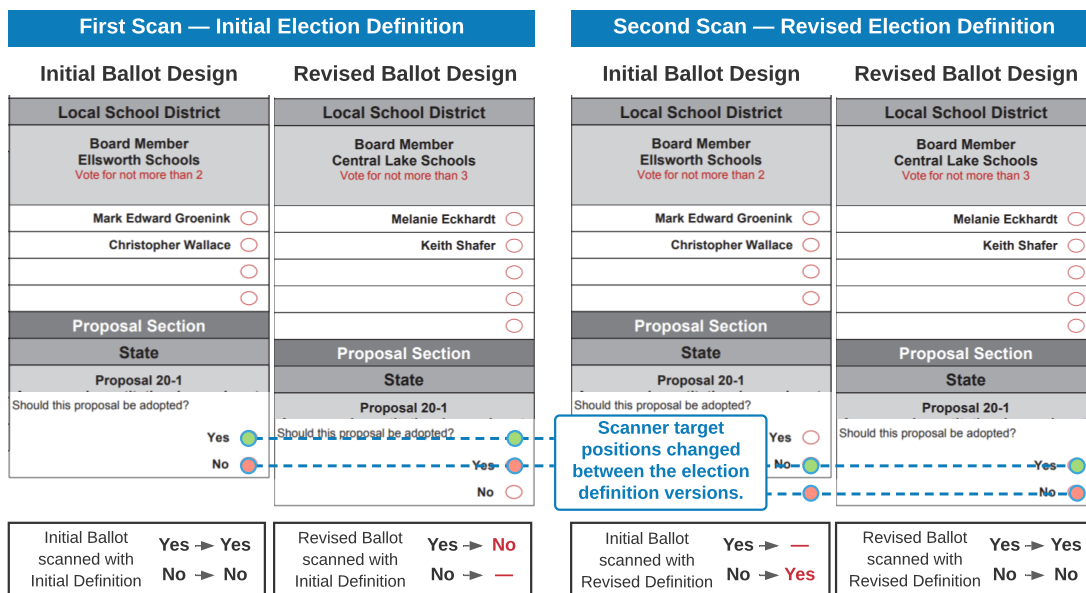 First Scan — Initial Election Definition
Initial Ballot Design
Local School District
Board Member
Ellsworth Schools
Vote for not more than 2
Mark Edward Groenink
Christopher Wallace
Proposal Section
State
Proposal 20-1
Should this proposal be adopted?
Yes
No
Revised Ballot Design
Local School District
Board Member
Central Lake Schools
Vote for not more than 3
Melanie Eckhardt
Keith Shafer
Proposal Section
State
Proposal 20-1
Should this proposal be adopted?
Yes
No
Initial Ballot
scanned with
Initial Definition
Yes → Yes
No → No
Revised Ballot
scanned with
Initial Definition
Yes → No
No → —
Second Scan — Revised Election Definition
Initial Ballot Design
Local School District
Board Member
Ellsworth Schools
Vote for not more than 2
Mark Edward Groenink
Christopher Wallace
Proposal Section
State
Proposal 20-1
Should this proposal be adopted?
Yes
No
Revised Ballot Design
Local School District
Board Member
Central Lake Schools
Vote for not more than 3
Melanie Eckhardt
Keith Shafer
Proposal Section
State
Proposal 20-1
Should this proposal be adopted?
Yes
No
Scanner target
positions changed
between the election
definition versions.
Initial Ballot
scanned with
Revised Definition
Yes → —
No → Yes
Revised Ballot
scanned with
Revised Definition
Yes → Yes
No → No